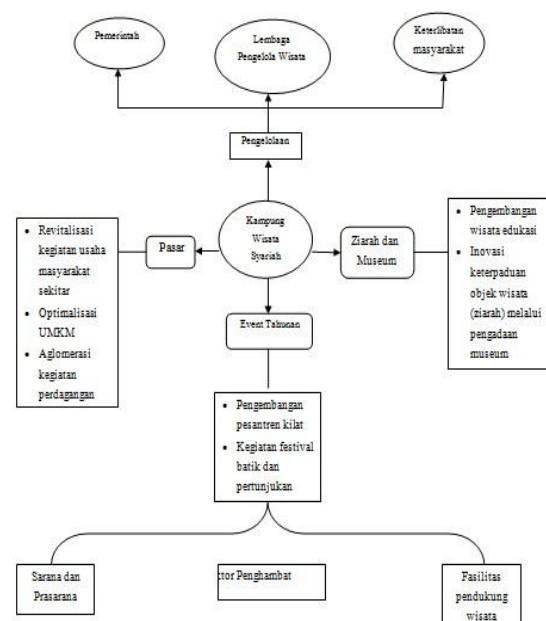 Pemerintah
Lembaga
Pengelola Wisata
Keterlibatan
masyarakat
Pengelolaan
• Revitalisasi
kegiatan usaha
masyarakat
sekitar
• Optimalisasi
UMKM
• Aglomerasi
kegiatan
perdagangan
Pasar
Kampung
Wisata
Syariah
Ziarah dan
Museum
• Pengembangan
wisata edukasi
• Inovasi
keterpaduan
objek wisata
(ziarah) melalui
pengadaan
museum
Event Tahunan
• Pengembangan
pesantren kilat
• Kegiatan festival
batik dan
pertunjukan
Sarana dan
Prasarana
ktor Penghambat
Fasilitas
pendukung
wisata